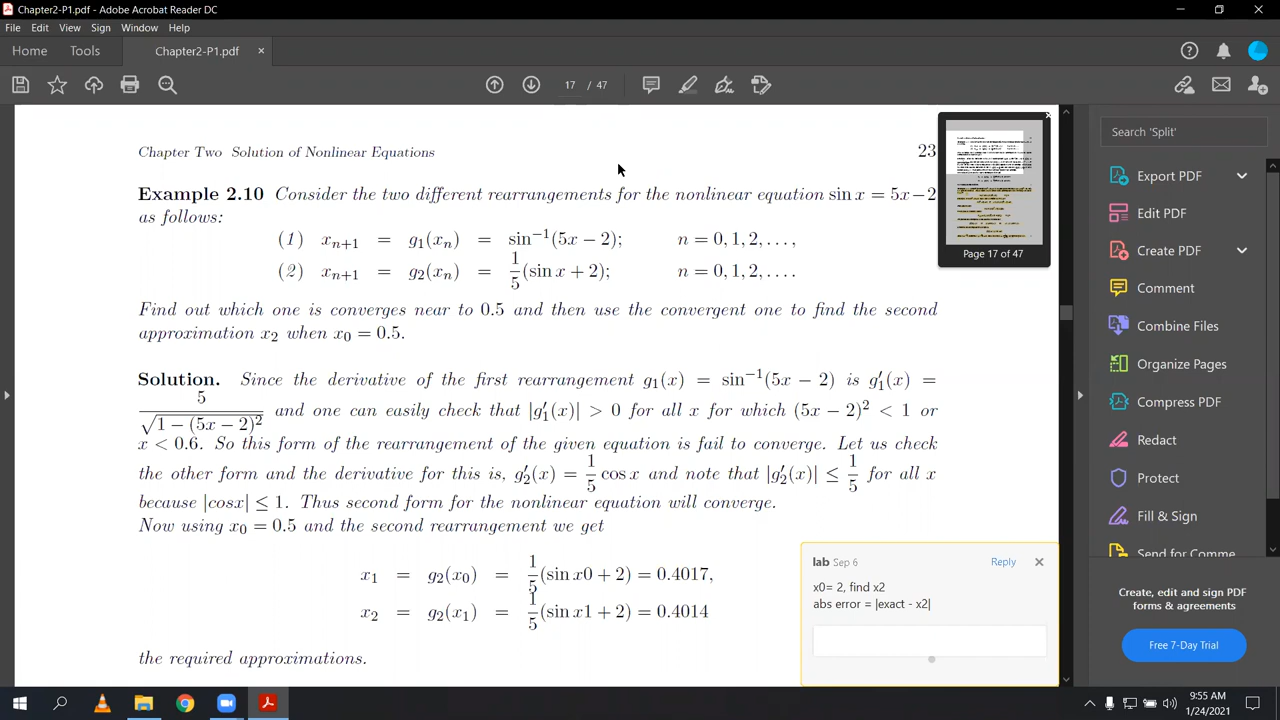 Chapter2-P1.pdf - Adobe Acrobat Reader DC
File Edit View Sign Window Help
Home Tools Chapter2-P1.pdf ×
17 / 47
Chapter Two Solution of Nonlinear Equations 23
Example 2.10 Consider the two different rearrangements for the nonlinear equation sin x = 5x−2
as follows:
(1) xₙ₊₁ = g₁(xₙ) = sin⁻¹(5x − 2); n = 0, 1, 2, . . . ,
(2) xₙ₊₁ = g₂(xₙ) = 1/5(sin x + 2); n = 0, 1, 2, . . . .
Find out which one is converges near to 0.5 and then use the convergent one to find the second
approximation x₂ when x₀ = 0.5.
Solution. Since the derivative of the first rearrangement g₁(x) = sin⁻¹(5x − 2) is g₁′(x) =
5/√1 − (5x − 2)² and one can easily check that |g₁′(x)| > 0 for all x for which (5x − 2)² < 1 or
x < 0.6. So this form of the rearrangement of the given equation is fail to converge. Let us check
the other form and the derivative for this is, g₂′(x) = 1/5 cos x and note that |g₂′(x)| ≤ 1/5 for all x
because |cosx| ≤ 1. Thus second form for the nonlinear equation will converge.
Now using x₀ = 0.5 and the second rearrangement we get
x₁ = g₂(x₀) = 1/5(sin x0 + 2) = 0.4017,
x₂ = g₂(x₁) = 1/5(sin x1 + 2) = 0.4014
the required approximations.
Page 17 of 47
lab Sep 6 Reply
x0= 2, find x2
abs error = |exact - x2|
Search 'Split'
Export PDF
Edit PDF
Create PDF
Comment
Combine Files
Organize Pages
Compress PDF
Redact
Protect
Fill & Sign
Send for Comme
Create, edit and sign PDF
forms & agreements
Free 7-Day Trial
9:55 AM
1/24/2021